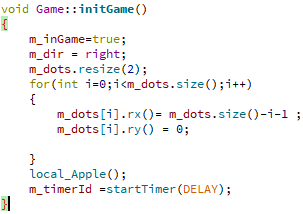 void Game::initGame()
{
    m_inGame=true;
    m_dir = right;
    m_dots.resize(2);
    for(int i=0;i<m_dots.size();i++)
    {
        m_dots[i].rx()= m_dots.size()-i-1 ;
        m_dots[i].ry() = 0;

    }
    local_Apple();
    m_timerId =startTimer(DELAY);
}